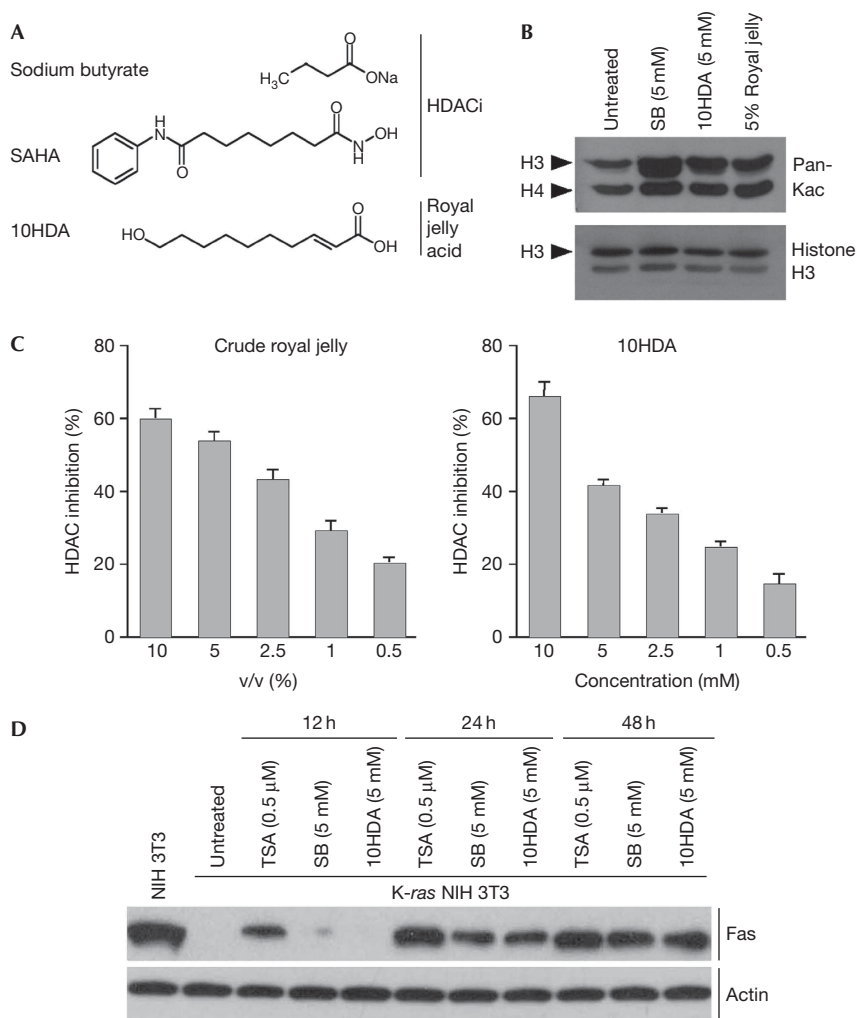 A
Sodium butyrate
H3C
O
ONa
HDACi
SAHA
H
N
O
O
N
H
OH
10HDA
HO
O
OH
Royal
jelly
acid
B
Untreated
SB (5 mM)
10HDA (5 mM)
5% Royal jelly
H3
H4
Pan-
Kac
H3
Histone
H3
C
Crude royal jelly
HDAC inhibition (%)
80
60
40
20
0
10 5 2.5 1 0.5
v/v (%)
10HDA
HDAC inhibition (%)
80
60
40
20
0
10 5 2.5 1 0.5
Concentration (mM)
D
12 h 24 h 48 h
NIH 3T3
Untreated
TSA (0.5 μM)
SB (5 mM)
10HDA (5 mM)
TSA (0.5 μM)
SB (5 mM)
10HDA (5 mM)
TSA (0.5 μM)
SB (5 mM)
10HDA (5 mM)
K-ras NIH 3T3
Fas
Actin